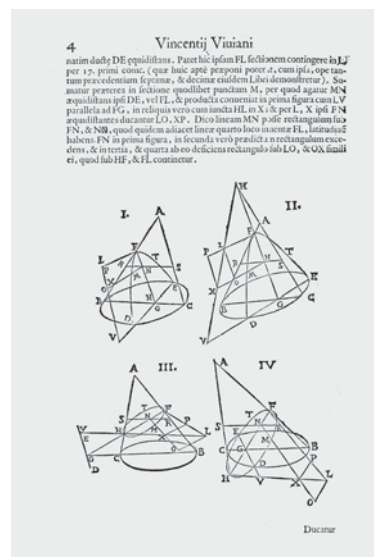 4 Vincentij Viuiani
natim ductę DE ęquidistans. Patet hic ipsam FL sectionem contingere in
per 17. primi conic. (quæ huic aptè præponi poterat, cum ipsa, ope tan-
tum præcedentium septimæ, & decimæ eiusdem Libri demonstretur). Su-
matur præterea in sectione quodlibet punctum M, per quod agatur MN
æquidistans ipsi DE, vel FL, & producta conueniat in prima figura cum LV
parallela ad FG, in reliquis verò cum iuncta HL in X; & per L, X ipsi FN
æquidistantes ducantur LO, XP. Dico lineam MN posse rectangulum sub
FN, & NO, quod quidem adiacet lineæ quarto loco inuentæ FL, latitudinē
habens FN in prima figura, in secunda verò prædictum rectangulum exce-
dens, & in tertia, & quarta ab eo deficiens rectangulo sub LO, & OX simili
ei, quod sub HF, & FL continetur.
I. II.
A
H
A
F
F
L
T
P
S
R
N
X
M
O
B
E
H
G
C
D
V
III. IV
A
A
T
F
S
N
R
P
V
H
M
L
E
X
O
B
G
C
D
F
T
N
S
R
E
M
C
G
B
D
P
H
V
X
L
O
Ducatur